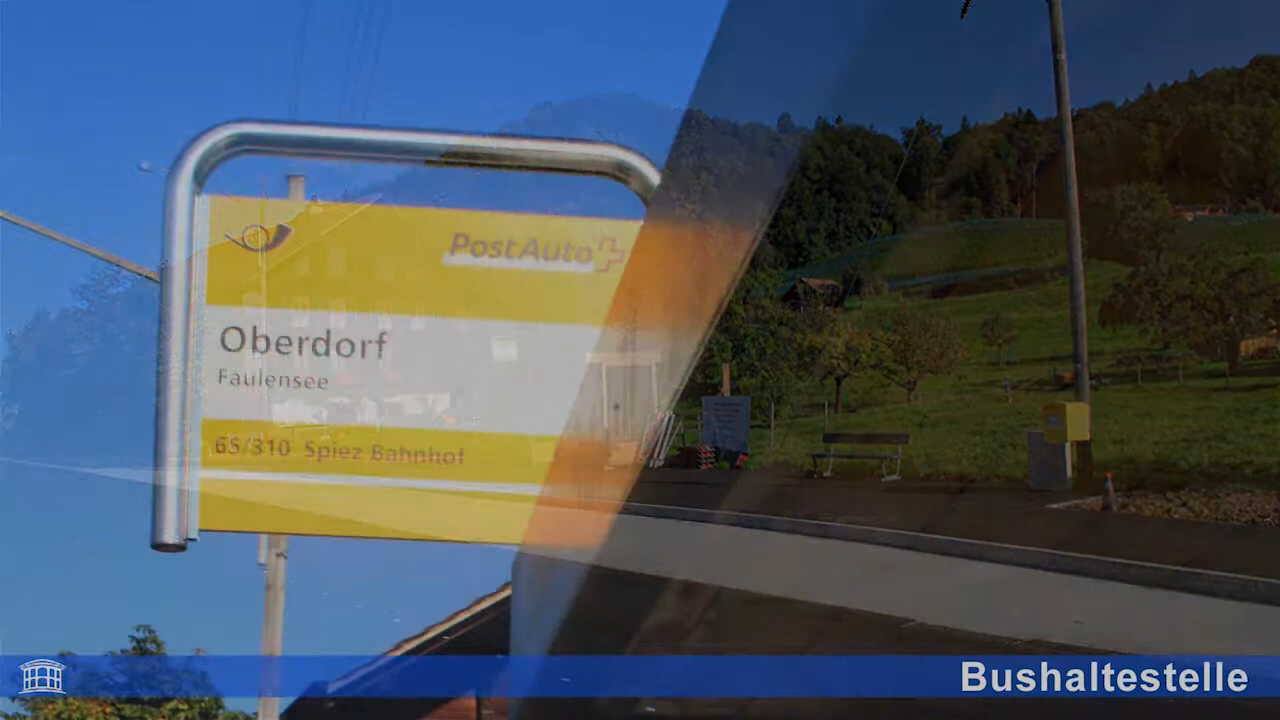 PostAuto
Oberdorf
Faulensee
65/310 Spiez Bahnhof
Bushaltestelle